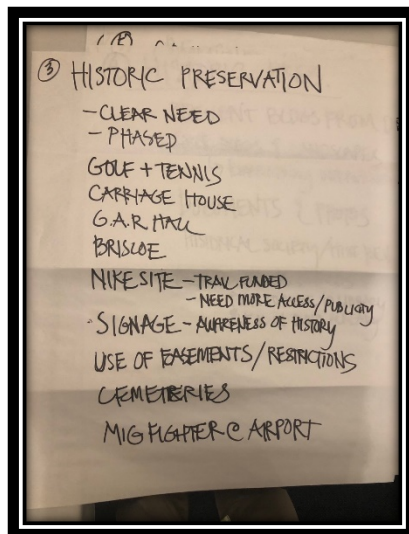 ③ HISTORIC PRESERVATION
- CLEAR NEED
- PHASED
GOLF + TENNIS
CARRIAGE HOUSE
G.A.R HALL
BRISCOE
NIKE SITE - TRAIL FUNDED
- NEED MORE ACCESS/PUBLICITY
- SIGNAGE - AWARENESS OF HISTORY
USE OF EASEMENTS/RESTRICTIONS
CEMETERIES
MIG FIGHTER @ AIRPORT